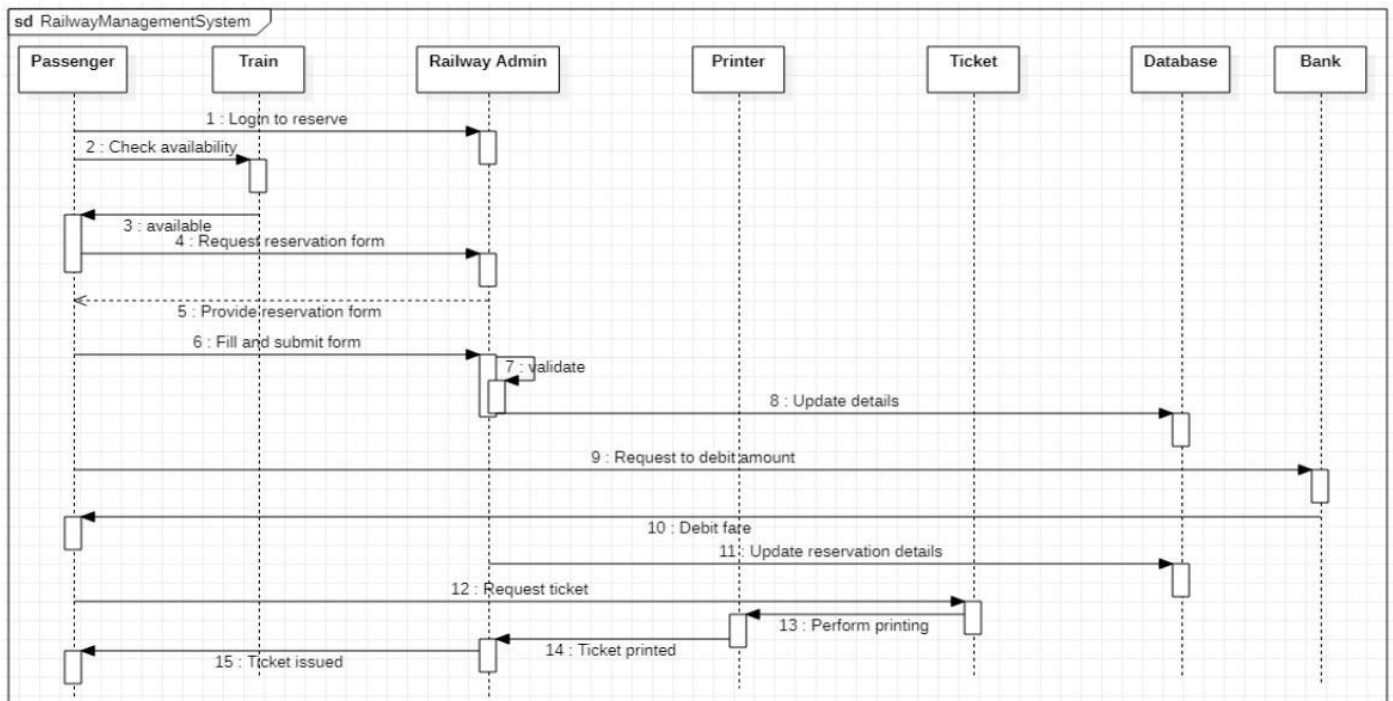 sd RailwayManagementSystem
Passenger
Train
Railway Admin
Printer
Ticket
Database
Bank
1 : Login to reserve
2 : Check availability
3 : available
4 : Request reservation form
5 : Provide reservation form
6 : Fill and submit form
7 : validate
8 : Update details
9 : Request to debit amount
10 : Debit fare
11 : Update reservation details
12 : Request ticket
13 : Perform printing
14 : Ticket printed
15 : Ticket issued